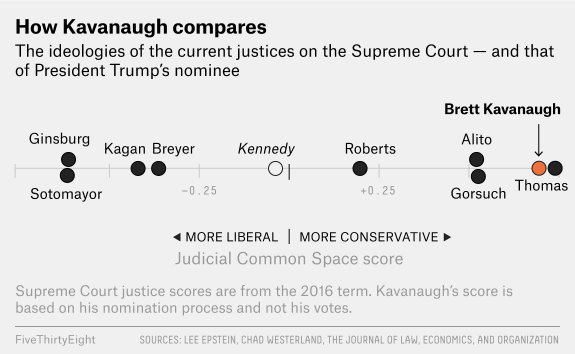 How Kavanaugh compares
The ideologies of the current justices on the Supreme Court — and that
of President Trump's nominee
Brett Kavanaugh
Ginsburg
Kagan Breyer Kennedy Roberts Alito
Sotomayor Gorsuch Thomas
-0.25 +0.25
◀ MORE LIBERAL | MORE CONSERVATIVE ▶
Judicial Common Space score
Supreme Court justice scores are from the 2016 term. Kavanaugh's score is
based on his nomination process and not his votes.
FiveThirtyEight SOURCES: LEE EPSTEIN, CHAD WESTERLAND, THE JOURNAL OF LAW, ECONOMICS, AND ORGANIZATION